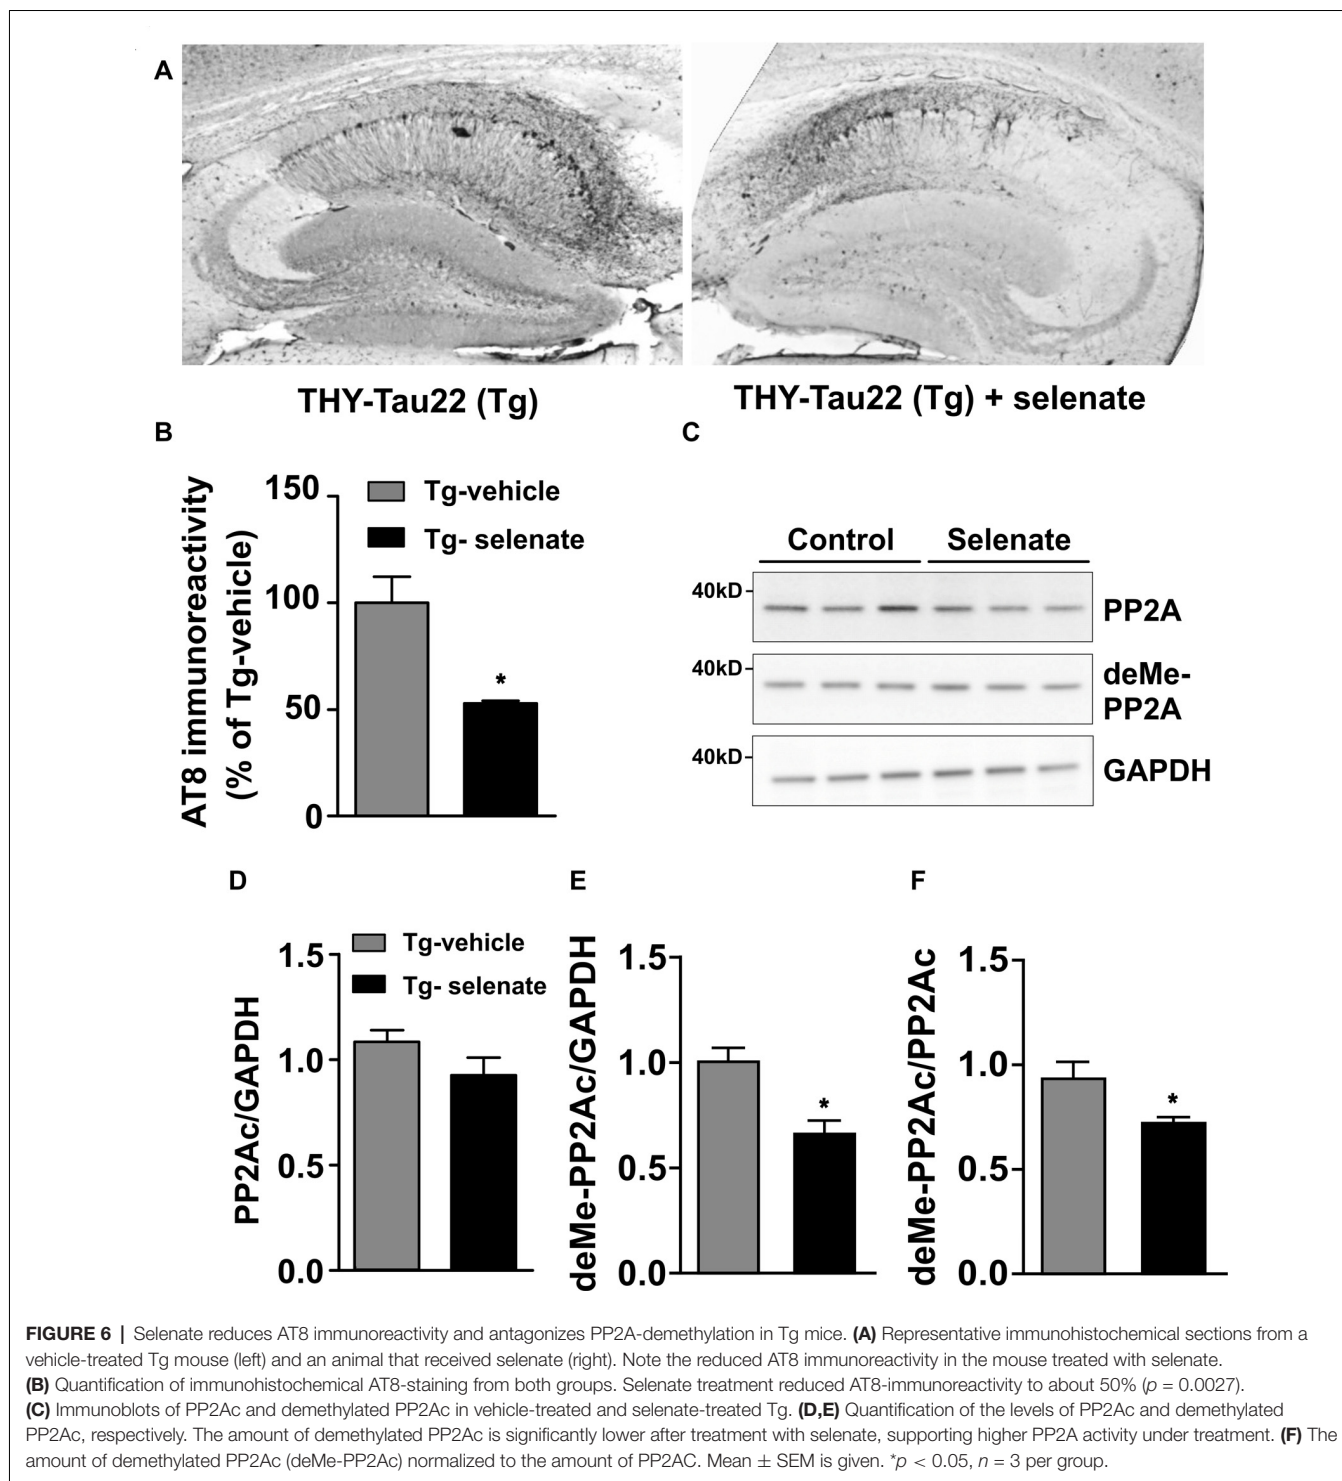 A
THY-Tau22 (Tg)
THY-Tau22 (Tg) + selenate
B
AT8 immunoreactivity
(% of Tg-vehicle)
150
100
50
0
Tg-vehicle
Tg- selenate
*
C
Control
Selenate
40kD
PP2A
40kD
deMe-
PP2A
40kD
GAPDH
D
PP2Ac/GAPDH
1.5
1.0
0.5
0.0
Tg-vehicle
Tg- selenate
E
deMe-PP2Ac/GAPDH
1.5
1.0
0.5
0.0
*
F
deMe-PP2Ac/PP2Ac
1.5
1.0
0.5
0.0
*
FIGURE 6 | Selenate reduces AT8 immunoreactivity and antagonizes PP2A-demethylation in Tg mice. (A) Representative immunohistochemical sections from a
vehicle-treated Tg mouse (left) and an animal that received selenate (right). Note the reduced AT8 immunoreactivity in the mouse treated with selenate.
(B) Quantification of immunohistochemical AT8-staining from both groups. Selenate treatment reduced AT8-immunoreactivity to about 50% (p = 0.0027).
(C) Immunoblots of PP2Ac and demethylated PP2Ac in vehicle-treated and selenate-treated Tg. (D,E) Quantification of the levels of PP2Ac and demethylated
PP2Ac, respectively. The amount of demethylated PP2Ac is significantly lower after treatment with selenate, supporting higher PP2A activity under treatment. (F) The
amount of demethylated PP2Ac (deMe-PP2Ac) normalized to the amount of PP2AC. Mean ± SEM is given. *p < 0.05, n = 3 per group.